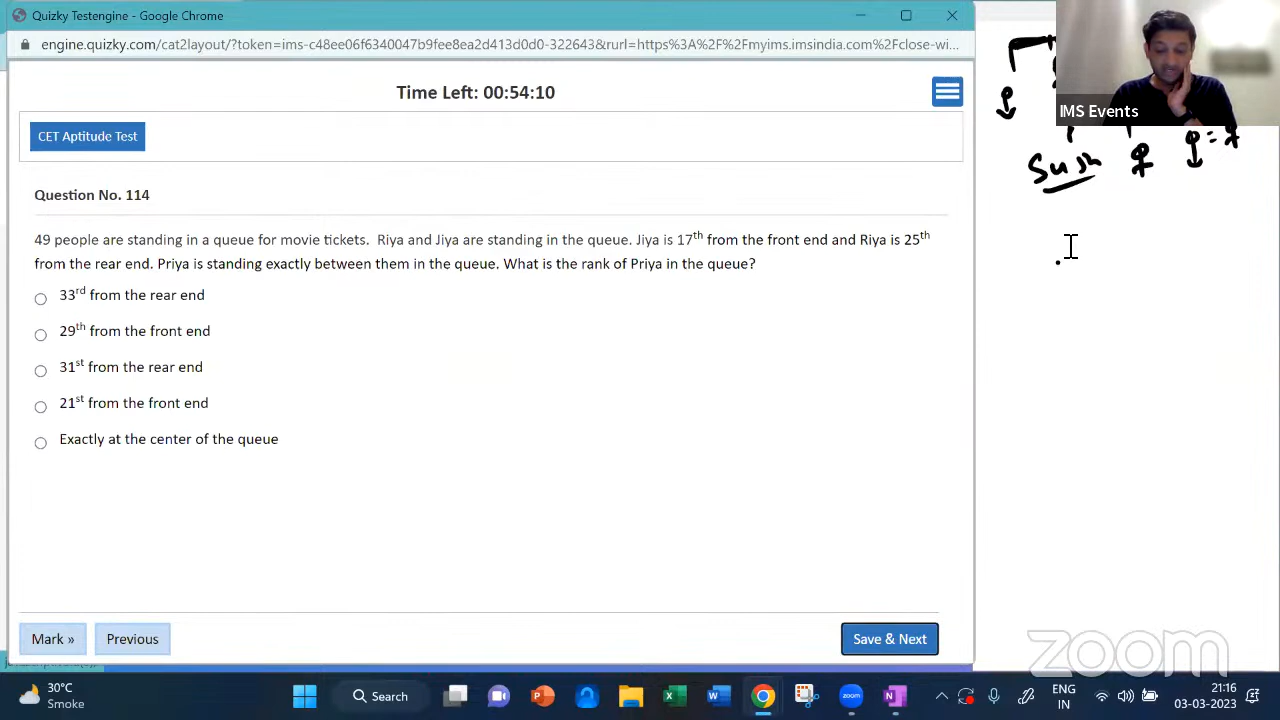 Quizky Testengine - Google Chrome
engine.quizky.com/cat2layout/?token=ims-c48ec06f6340047b9fee8ea2d413d0d0-322643&rurl=https%3A%2F%2Fmyims.imsindia.com%2Fclose-wi...
Time Left: 00:54:10
IMS Events
CET Aptitude Test
Sush
Question No. 114
49 people are standing in a queue for movie tickets. Riya and Jiya are standing in the queue. Jiya is 17th from the front end and Riya is 25th
from the rear end. Priya is standing exactly between them in the queue. What is the rank of Priya in the queue?
33rd from the rear end
29th from the front end
31st from the rear end
21st from the front end
Exactly at the center of the queue
Mark »
Previous
Save & Next
zoom
30°C
Smoke
Search
zoom
ENG
IN
21:16
03-03-2023